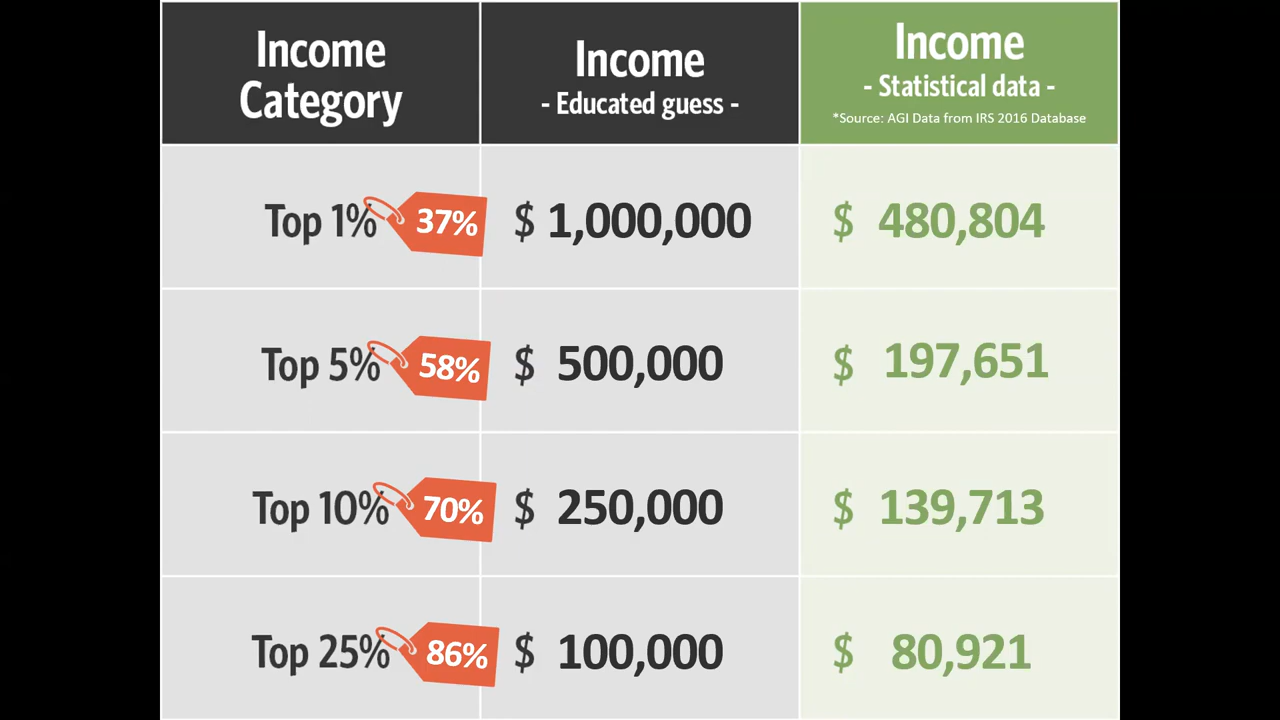 Income
Category
Income
- Educated guess -
Income
- Statistical data -
*Source: AGI Data from IRS 2016 Database
Top 1% 37% $ 1,000,000 $ 480,804
Top 5% 58% $ 500,000 $ 197,651
Top 10% 70% $ 250,000 $ 139,713
Top 25% 86% $ 100,000 $ 80,921